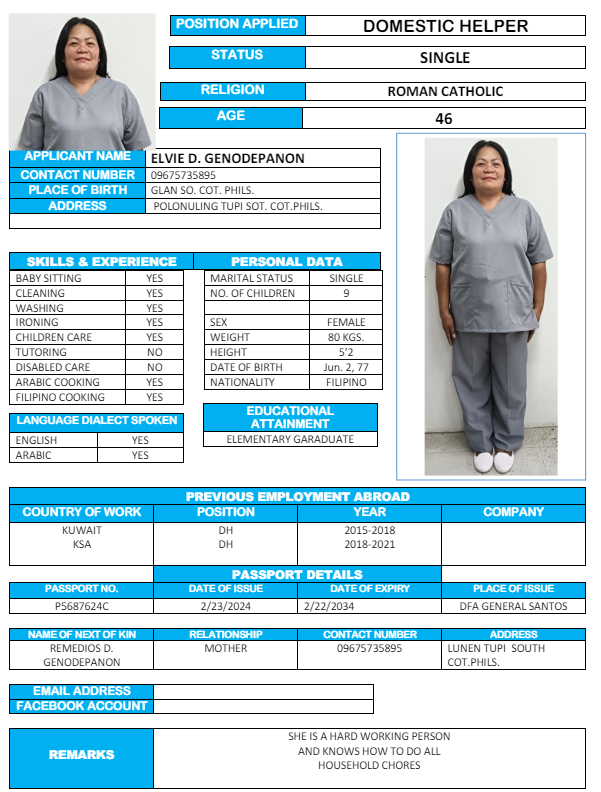 POSITION APPLIED DOMESTIC HELPER
STATUS SINGLE
RELIGION ROMAN CATHOLIC
AGE 46
APPLICANT NAME ELVIE D. GENODEPANON
CONTACT NUMBER 09675735895
PLACE OF BIRTH GLAN SO. COT. PHILS.
ADDRESS POLONULING TUPI SOT. COT.PHILS.
SKILLS & EXPERIENCE
BABY SITTING YES
CLEANING YES
WASHING YES
IRONING YES
CHILDREN CARE YES
TUTORING NO
DISABLED CARE NO
ARABIC COOKING YES
FILIPINO COOKING YES
LANGUAGE DIALECT SPOKEN
ENGLISH YES
ARABIC YES
PERSONAL DATA
MARITAL STATUS SINGLE
NO. OF CHILDREN 9
SEX FEMALE
WEIGHT 80 KGS.
HEIGHT 5’2
DATE OF BIRTH Jun. 2, 77
NATIONALITY FILIPINO
EDUCATIONAL
ATTAINMENT
ELEMENTARY GARADUATE
PREVIOUS EMPLOYMENT ABROAD
COUNTRY OF WORK POSITION YEAR COMPANY
KUWAIT DH 2015-2018
KSA DH 2018-2021
PASSPORT DETAILS
PASSPORT NO. DATE OF ISSUE DATE OF EXPIRY PLACE OF ISSUE
P5687624C 2/23/2024 2/22/2034 DFA GENERAL SANTOS
NAME OF NEXT OF KIN RELATIONSHIP CONTACT NUMBER ADDRESS
REMEDIOS D. MOTHER 09675735895 LUNEN TUPI SOUTH
GENODEPANON COT.PHILS.
EMAIL ADDRESS
FACEBOOK ACCOUNT
REMARKS
SHE IS A HARD WORKING PERSON
AND KNOWS HOW TO DO ALL
HOUSEHOLD CHORES